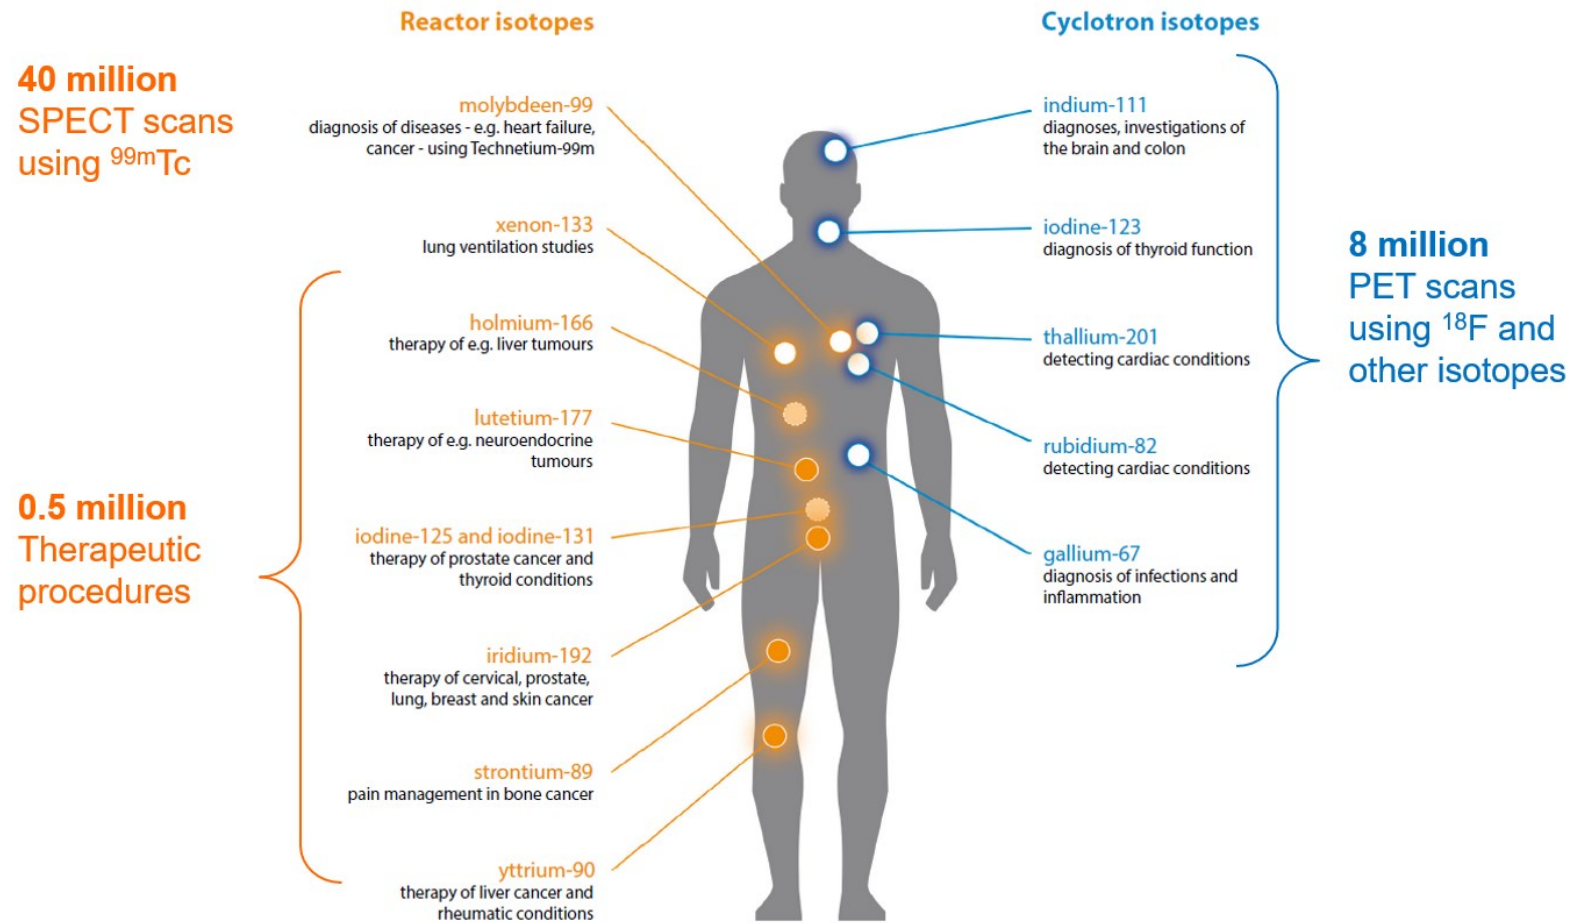 Reactor isotopes
Cyclotron isotopes
40 million
SPECT scans
using ⁹⁹ᵐTc
molybdeen-99
diagnosis of diseases - e.g. heart failure,
cancer - using Technetium-99m
xenon-133
lung ventilation studies
holmium-166
therapy of e.g. liver tumours
lutetium-177
therapy of e.g. neuroendocrine
tumours
0.5 million
Therapeutic
procedures
iodine-125 and iodine-131
therapy of prostate cancer and
thyroid conditions
iridium-192
therapy of cervical, prostate,
lung, breast and skin cancer
strontium-89
pain management in bone cancer
yttrium-90
therapy of liver cancer and
rheumatic conditions
indium-111
diagnoses, investigations of
the brain and colon
iodine-123
diagnosis of thyroid function
thallium-201
detecting cardiac conditions
rubidium-82
detecting cardiac conditions
gallium-67
diagnosis of infections and
inflammation
8 million
PET scans
using ¹⁸F and
other isotopes